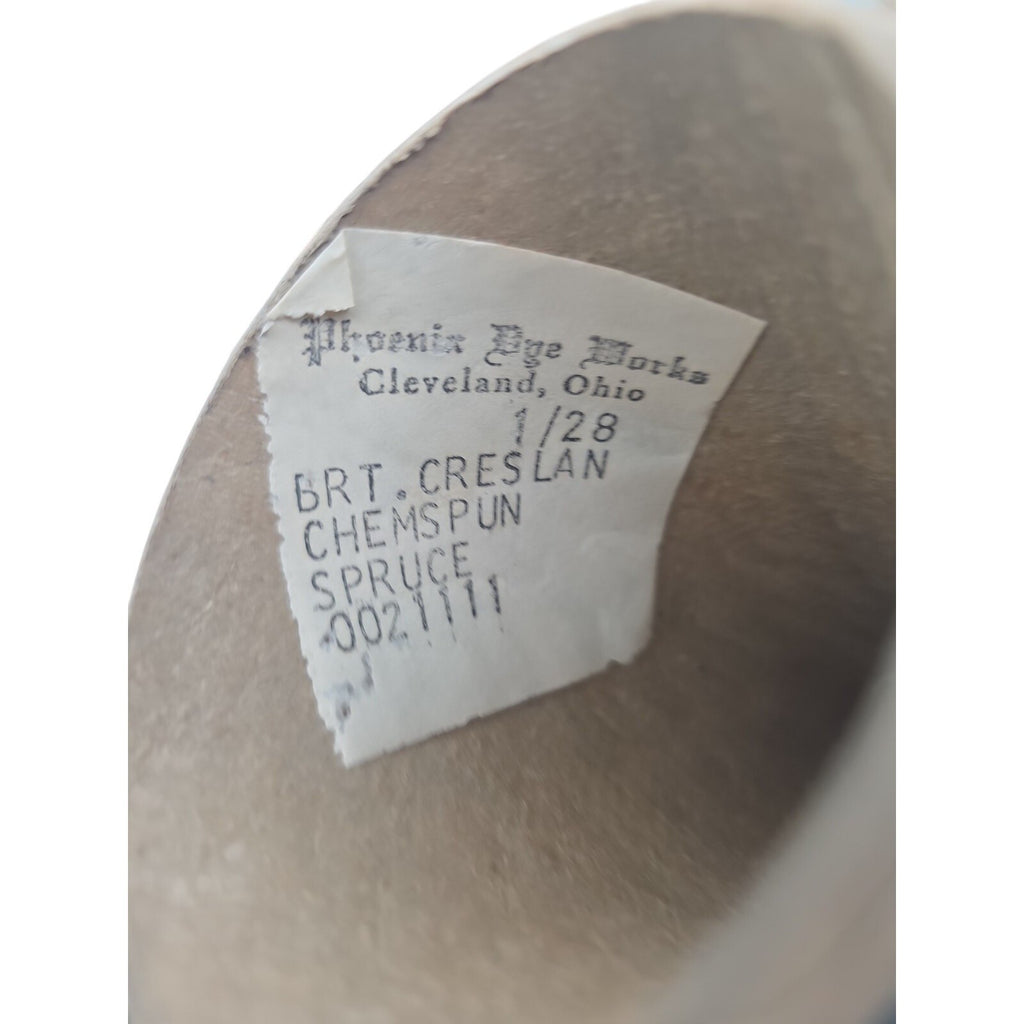 Phoenix Dye Works
Cleveland, Ohio
1/28
BRT. CRESLAN
CHEMSPUN
SPRUCE
0021111